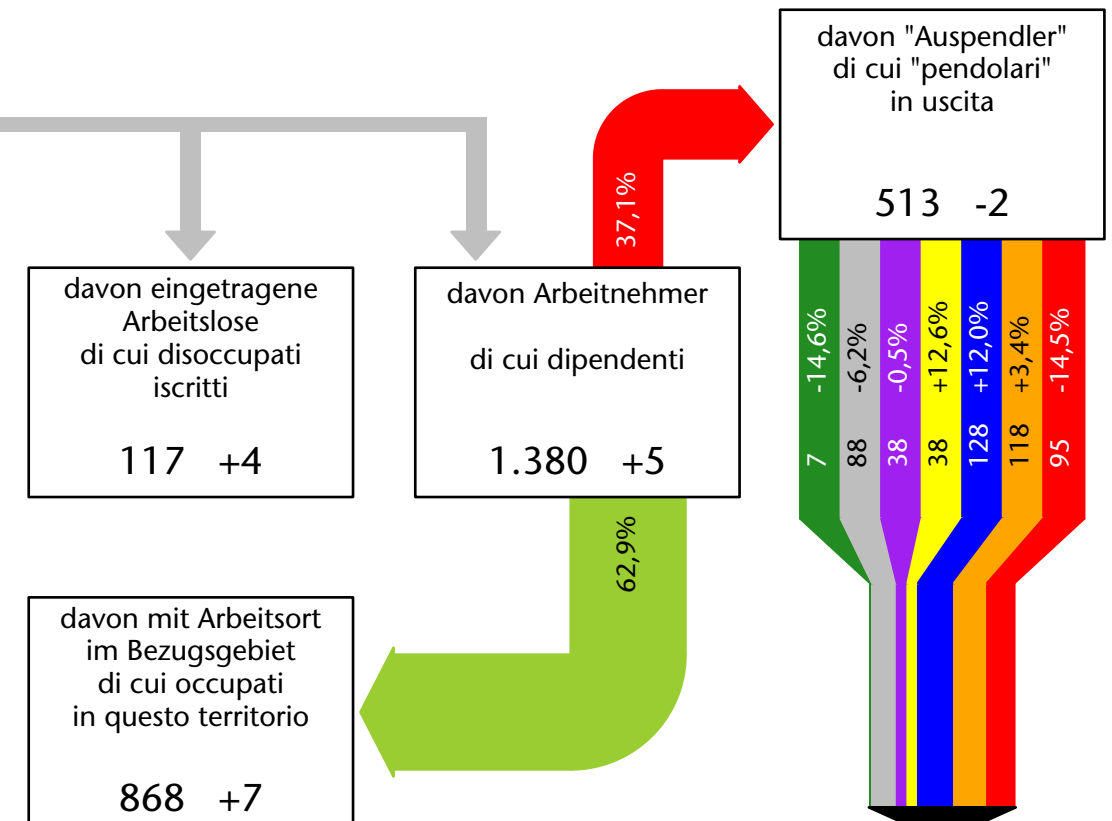 davon "Auspendler"
di cui "pendolari"
in uscita
513 -2
37,1%
davon eingetragene
Arbeitslose
di cui disoccupati
iscritti
117 +4
davon Arbeitnehmer
di cui dipendenti
1.380 +5
7 -14,6%
88 -6,2%
38 -0,5%
38 +12,6%
128 +12,0%
118 +3,4%
95 -14,5%
62,9%
davon mit Arbeitsort
im Bezugsgebiet
di cui occupati
in questo territorio
868 +7